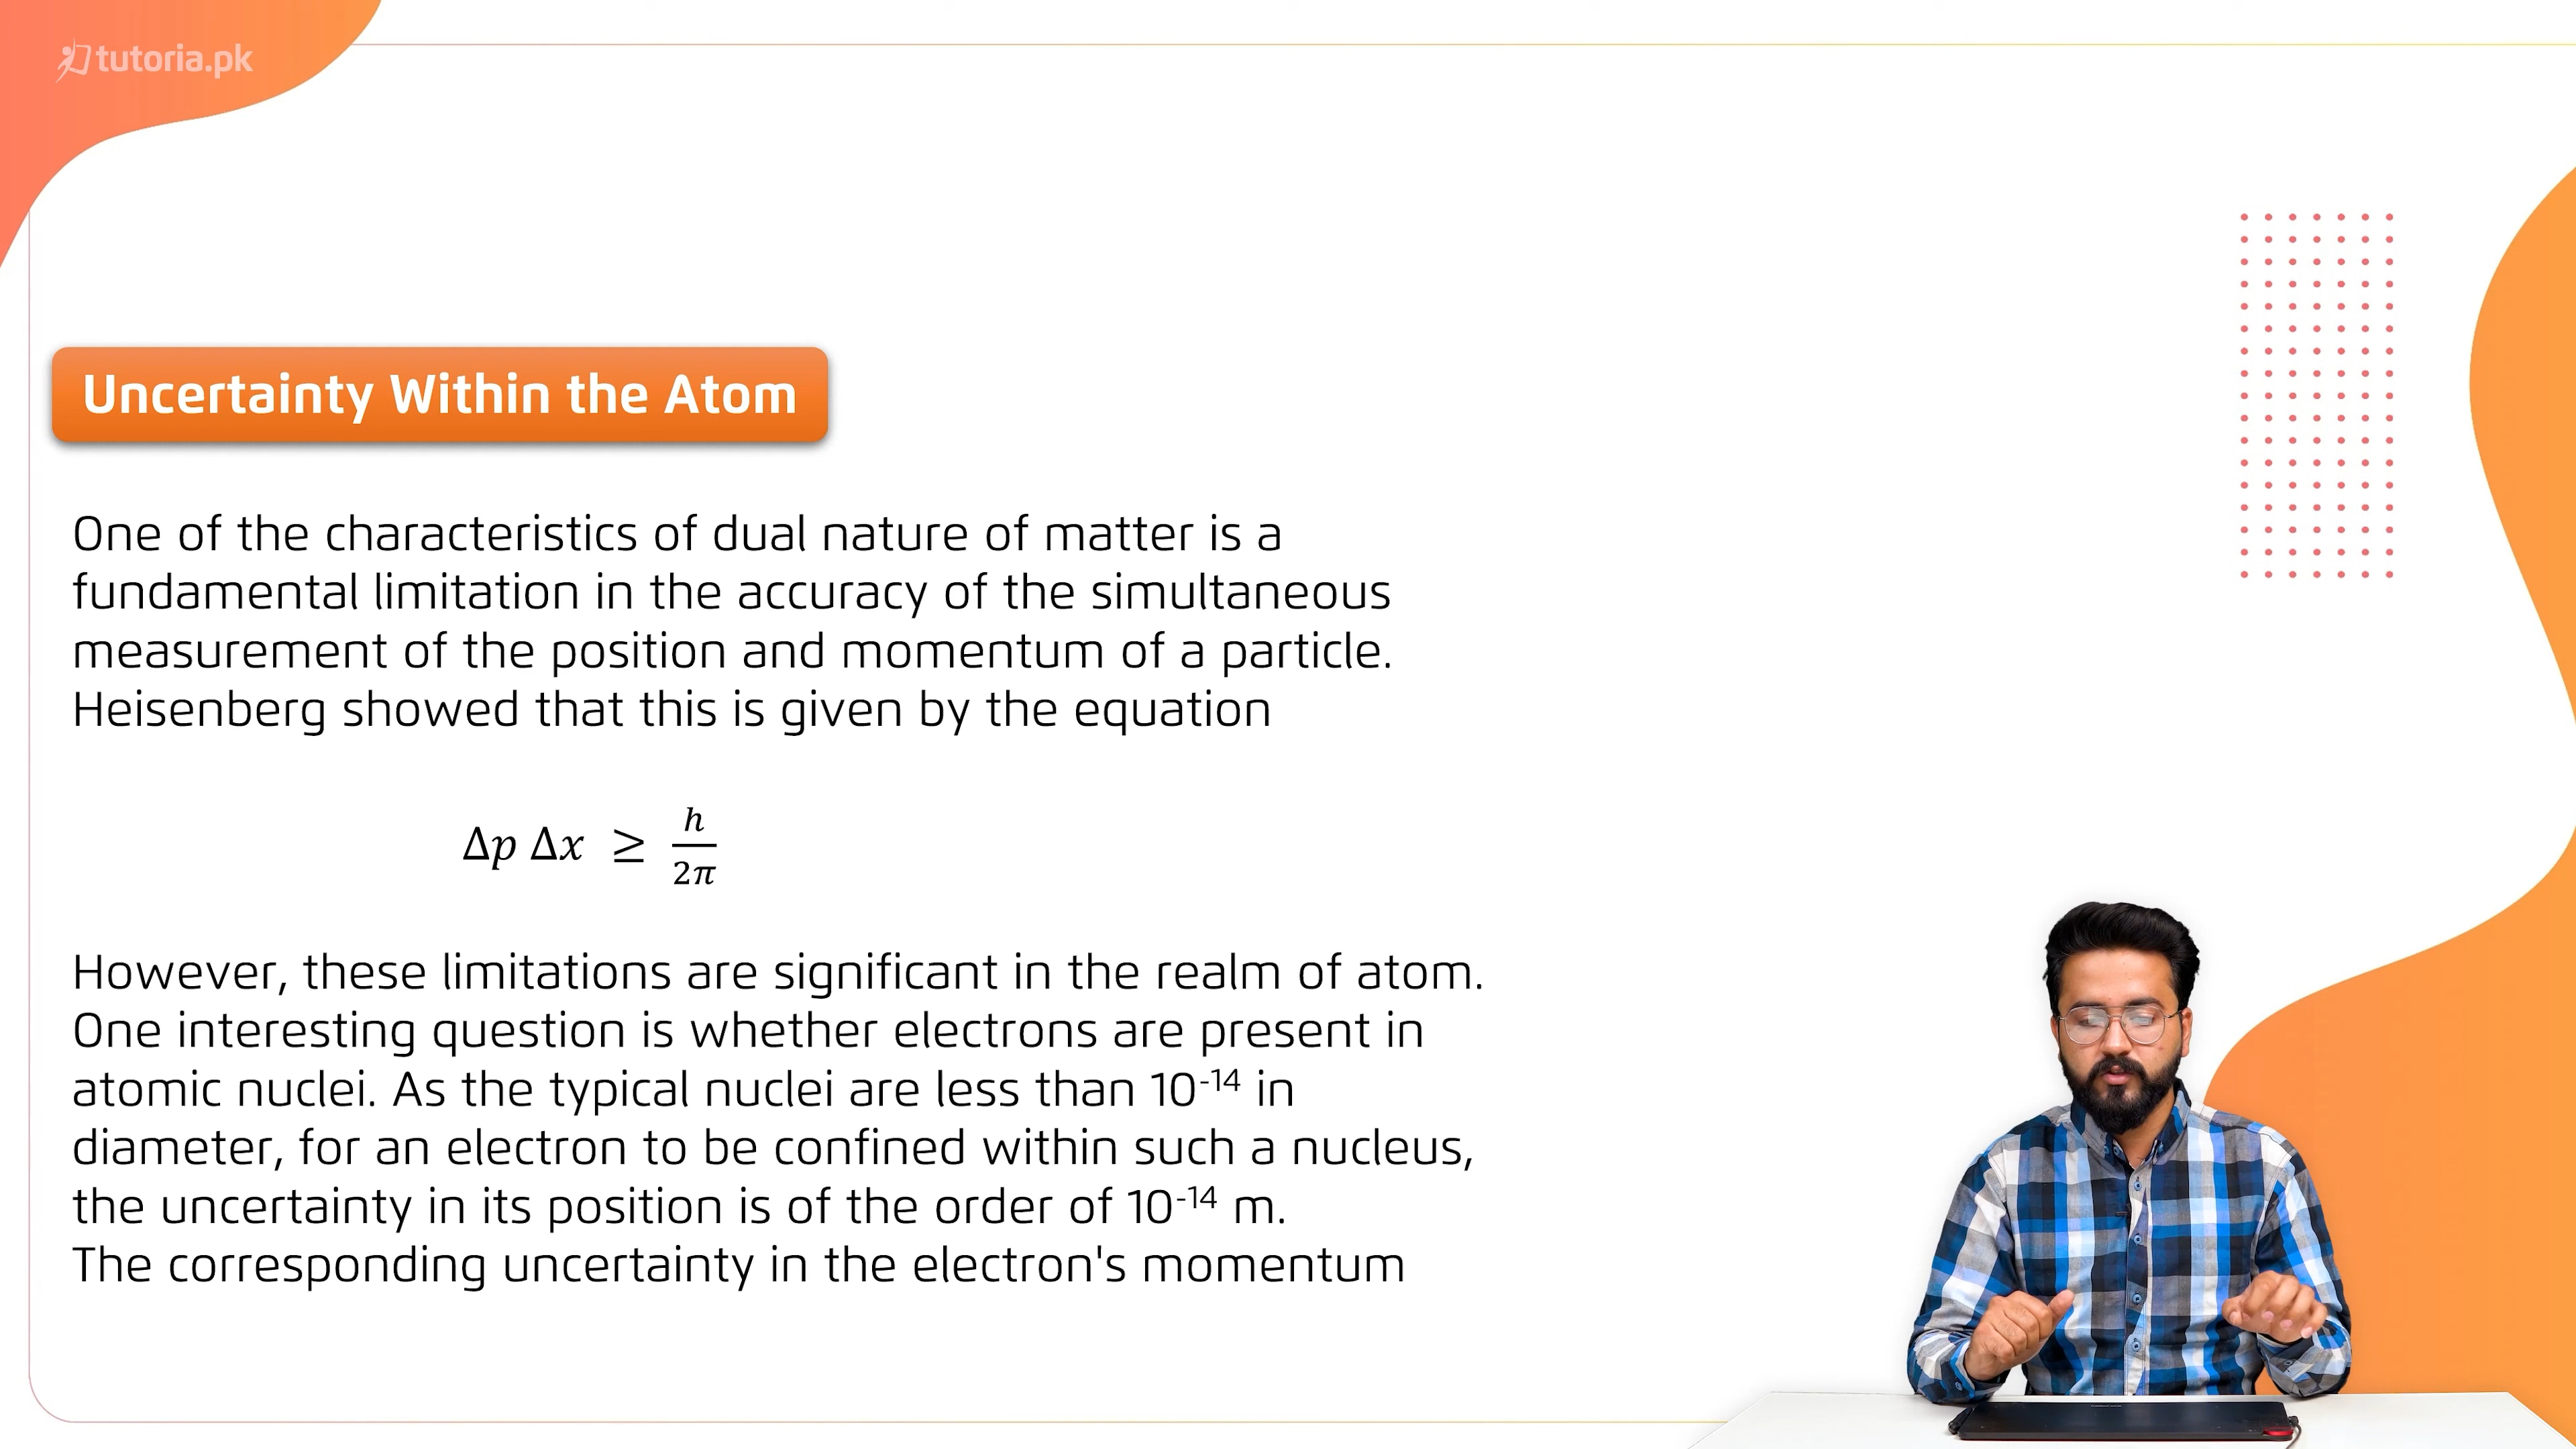 tutoria.pk
Uncertainty Within the Atom
One of the characteristics of dual nature of matter is a
fundamental limitation in the accuracy of the simultaneous
measurement of the position and momentum of a particle.
Heisenberg showed that this is given by the equation
Δp Δx ≥ h/2π
However, these limitations are significant in the realm of atom.
One interesting question is whether electrons are present in
atomic nuclei. As the typical nuclei are less than 10⁻¹⁴ in
diameter, for an electron to be confined within such a nucleus,
the uncertainty in its position is of the order of 10⁻¹⁴ m.
The corresponding uncertainty in the electron's momentum